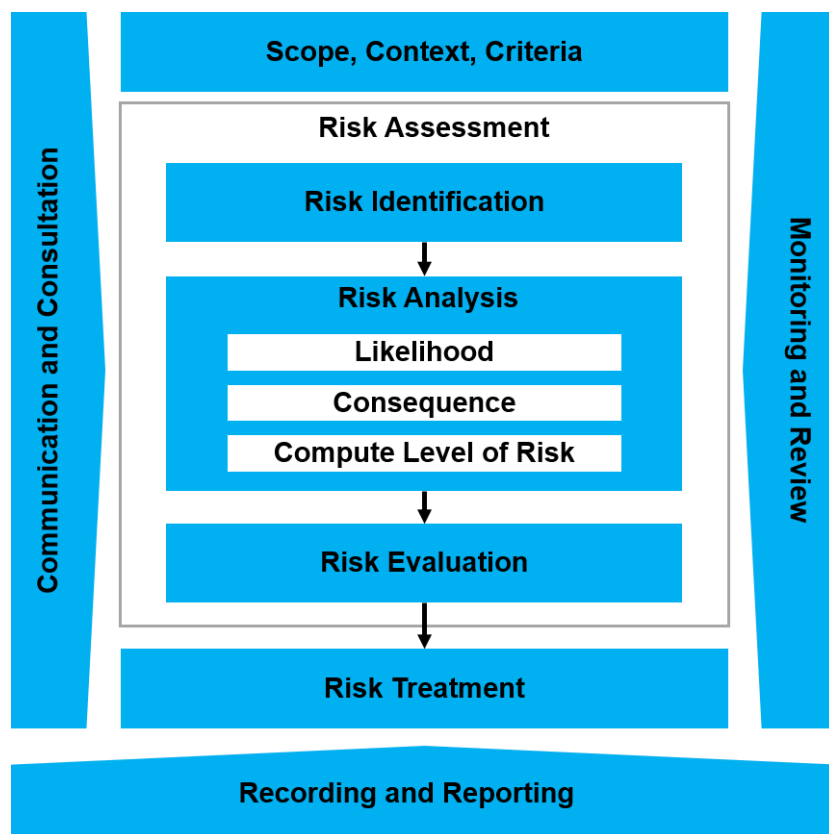 Scope, Context, Criteria
Risk Assessment
Risk Identification
Risk Analysis
Likelihood
Consequence
Compute Level of Risk
Risk Evaluation
Risk Treatment
Communication and Consultation
Monitoring and Review
Recording and Reporting